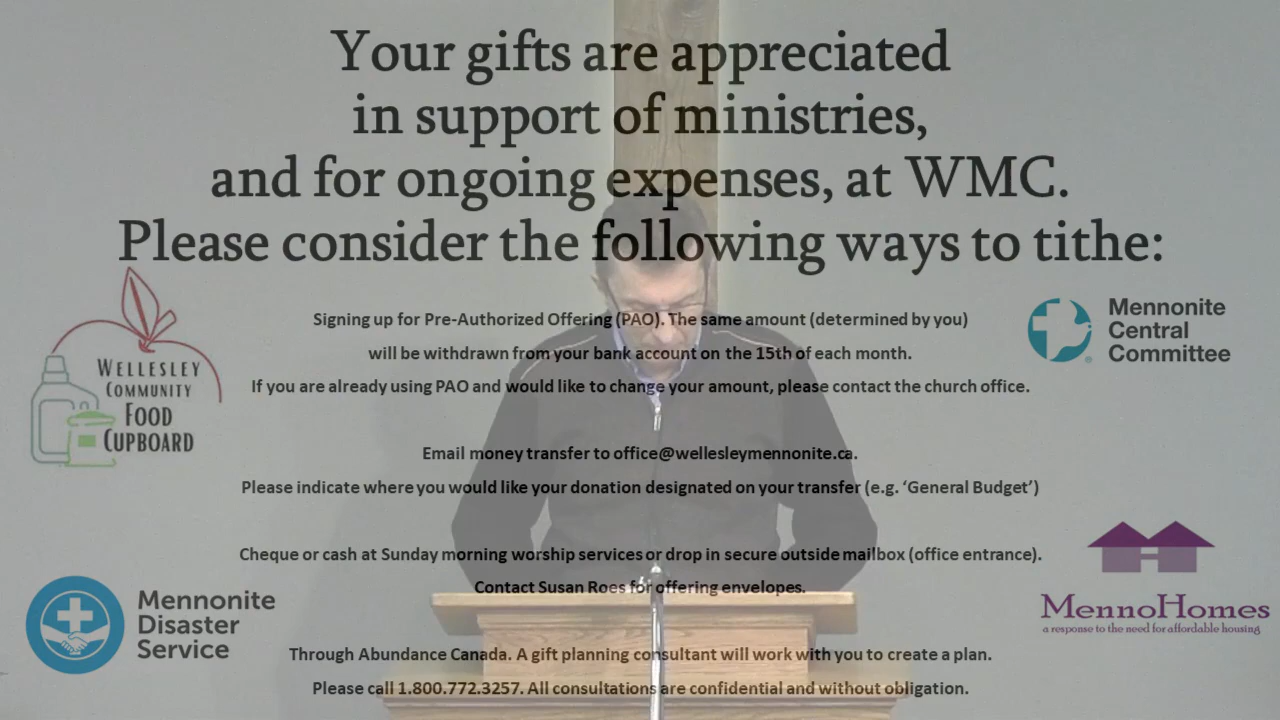 Your gifts are appreciated
in support of ministries,
and for ongoing expenses, at WMC.
Please consider the following ways to tithe:
Signing up for Pre-Authorized Offering (PAO). The same amount (determined by you)
will be withdrawn from your bank account on the 15th of each month.
If you are already using PAO and would like to change your amount, please contact the church office.
Email money transfer to office@wellesleymennonite.ca.
Please indicate where you would like your donation designated on your transfer (e.g. ‘General Budget’)
Cheque or cash at Sunday morning worship services or drop in secure outside mailbox (office entrance).
Contact Susan Roes for offering envelopes.
Through Abundance Canada. A gift planning consultant will work with you to create a plan.
Please call 1.800.772.3257. All consultations are confidential and without obligation.
WELLESLEY
COMMUNITY
FOOD
CUPBOARD
Mennonite
Central
Committee
Mennonite
Disaster
Service
MennoHomes
a response to the need for affordable housing